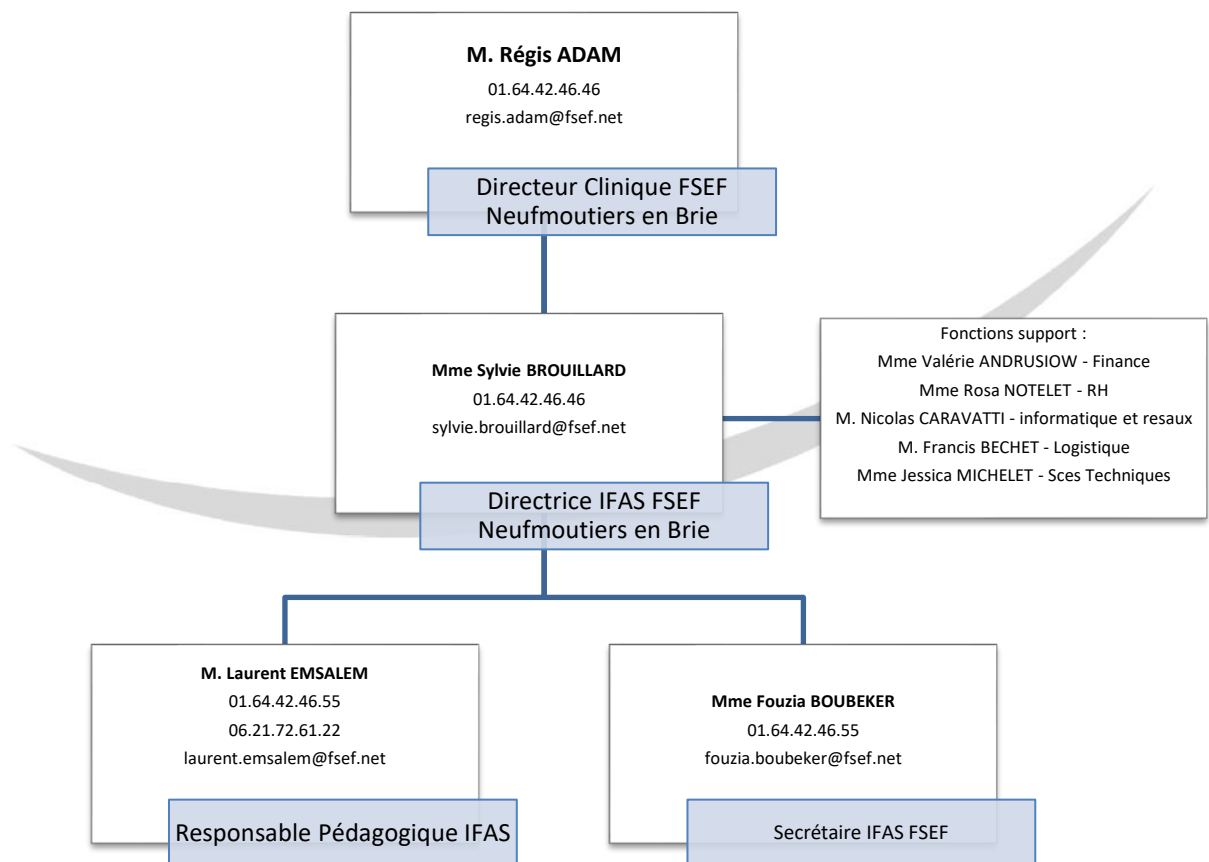 M. Régis ADAM
01.64.42.46.46
regis.adam@fsef.net
Directeur Clinique FSEF
Neufmoutiers en Brie
Mme Sylvie BROUILLARD
01.64.42.46.46
sylvie.brouillard@fsef.net
Directrice IFAS FSEF
Neufmoutiers en Brie
Fonctions support :
Mme Valérie ANDRUSIOW - Finance
Mme Rosa NOTELET - RH
M. Nicolas CARAVATTI - informatique et resaux
M. Francis BECHET - Logistique
Mme Jessica MICHELET - Sces Techniques
M. Laurent EMSALEM
01.64.42.46.55
06.21.72.61.22
laurent.emsalem@fsef.net
Responsable Pédagogique IFAS
Mme Fouzia BOUBEKER
01.64.42.46.55
fouzia.boubeker@fsef.net
Secrétaire IFAS FSEF